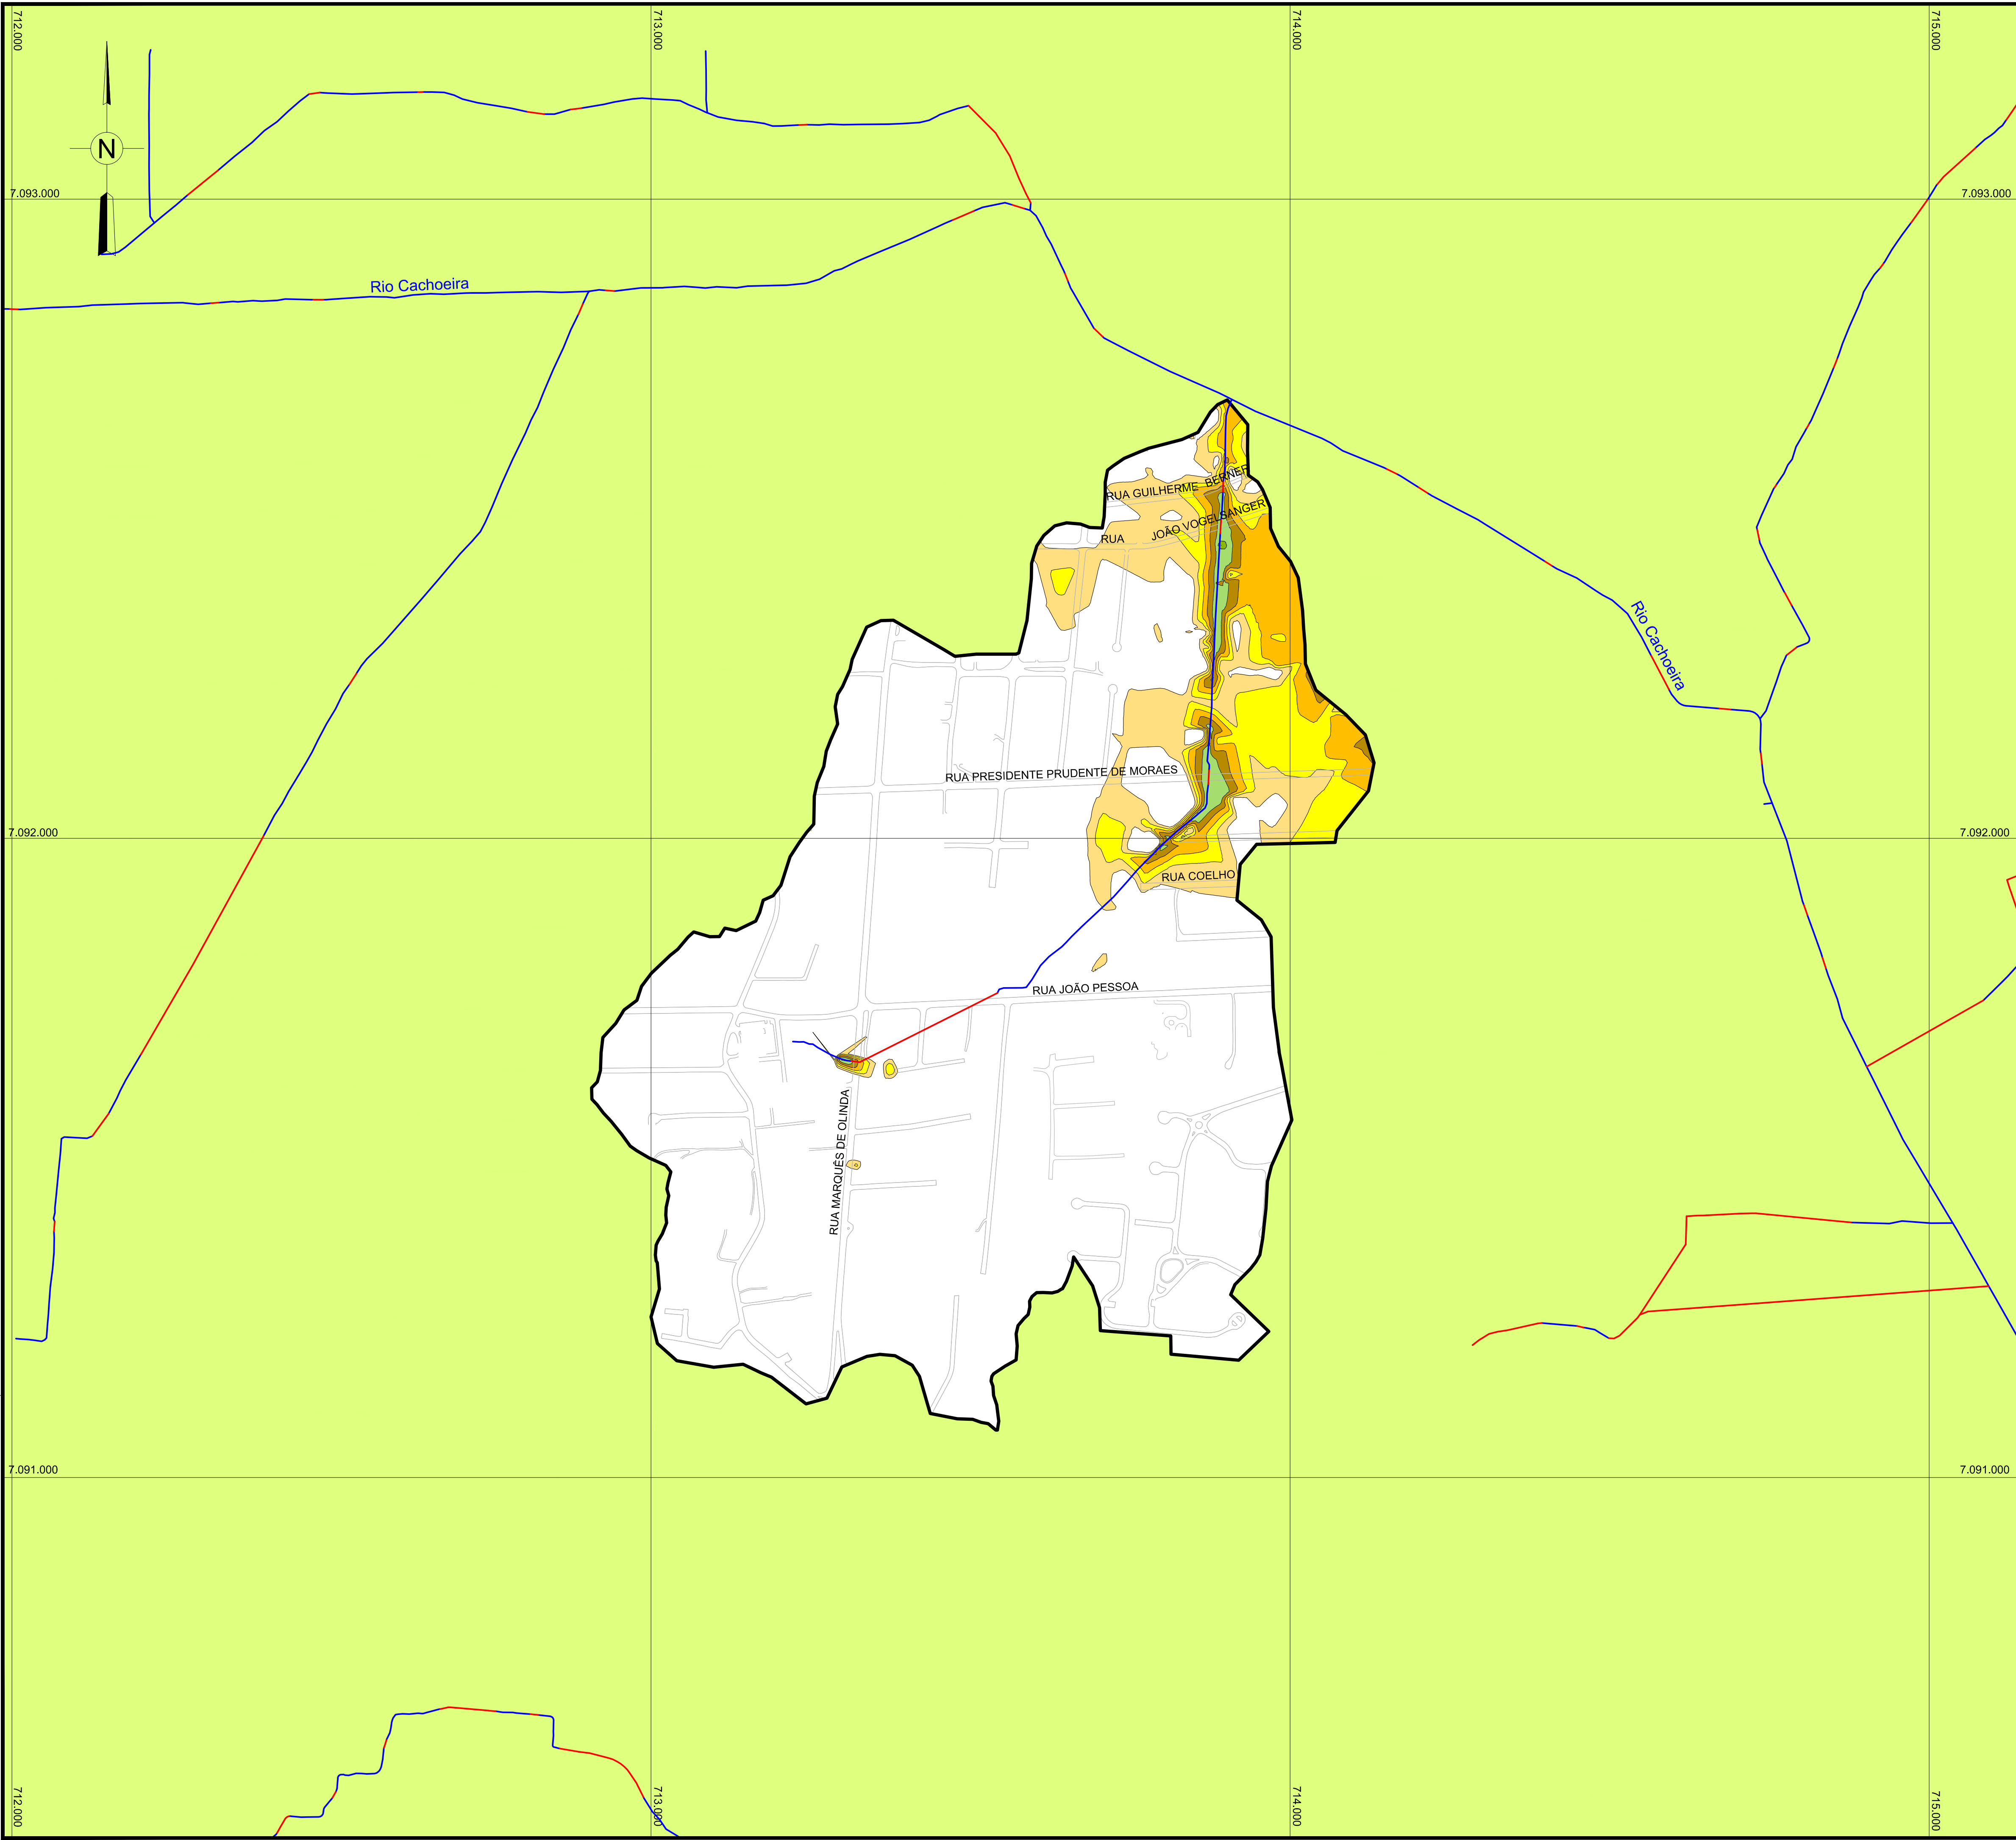 712.000
713.000
714.000
715.000
N
7.093.000
7.093.000
Rio Cachoeira
RUA GUILHERME BERNER
RUA JOÃO VOGELSANGER
Rio Cachoeira
RUA PRESIDENTE PRUDENTE DE MORAES
7.092.000
7.092.000
RUA COELHO
RUA JOÃO PESSOA
RUA MARQUÊS DE OLINDA
7.091.000
7.091.000
712.000
713.000
714.000
715.000